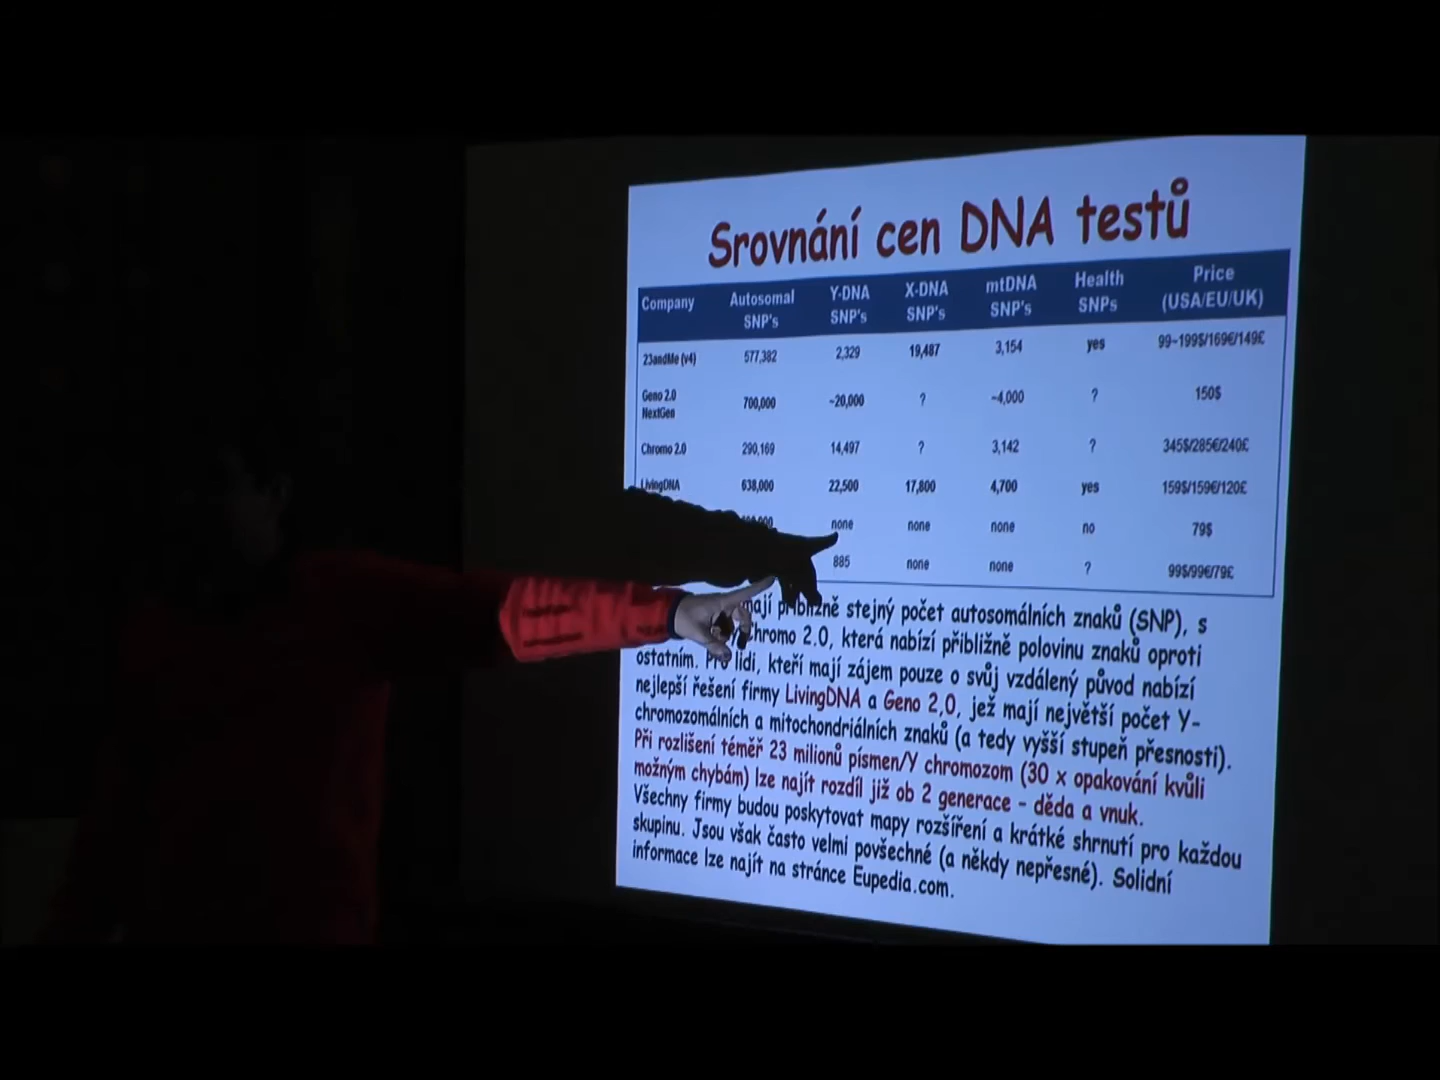 Srovnání cen DNA testů
Company Autosomal SNP's Y-DNA SNP's X-DNA SNP's mtDNA SNP's Health SNPs Price (USA/EU/UK)
23andMe (v4) 577,382 2,329 19,487 3,154 yes 99~199$/169€/149£
Geno 2.0 NextGen 700,000 ~20,000 ? ~4,000 ? 150$
Chromo 2.0 290,169 14,497 ? 3,142 ? 345$/285€/240£
LivingDNA 638,000 22,500 17,800 4,700 yes 159$/159€/120£
none none none no 79$
885 none none ? 99$/99€/79£
mají přibližně stejný počet autosomálních znaků (SNP), s
Chromo 2.0, která nabízí přibližně polovinu znaků oproti
ostatním. Pro lidi, kteří mají zájem pouze o svůj vzdálený původ nabízí
nejlepší řešení firmy LivingDNA a Geno 2,0, jež mají největší počet Y-
chromozomálních a mitochondriálních znaků (a tedy vyšší stupeň přesnosti).
Při rozlišení téměř 23 milionů písmen/Y chromozom (30 x opakování kvůli
možným chybám) lze najít rozdíl již ob 2 generace - děda a vnuk.
Všechny firmy budou poskytovat mapy rozšíření a krátké shrnutí pro každou
skupinu. Jsou však často velmi povšechné (a někdy nepřesné). Solidní
informace lze najít na stránce Eupedia.com.